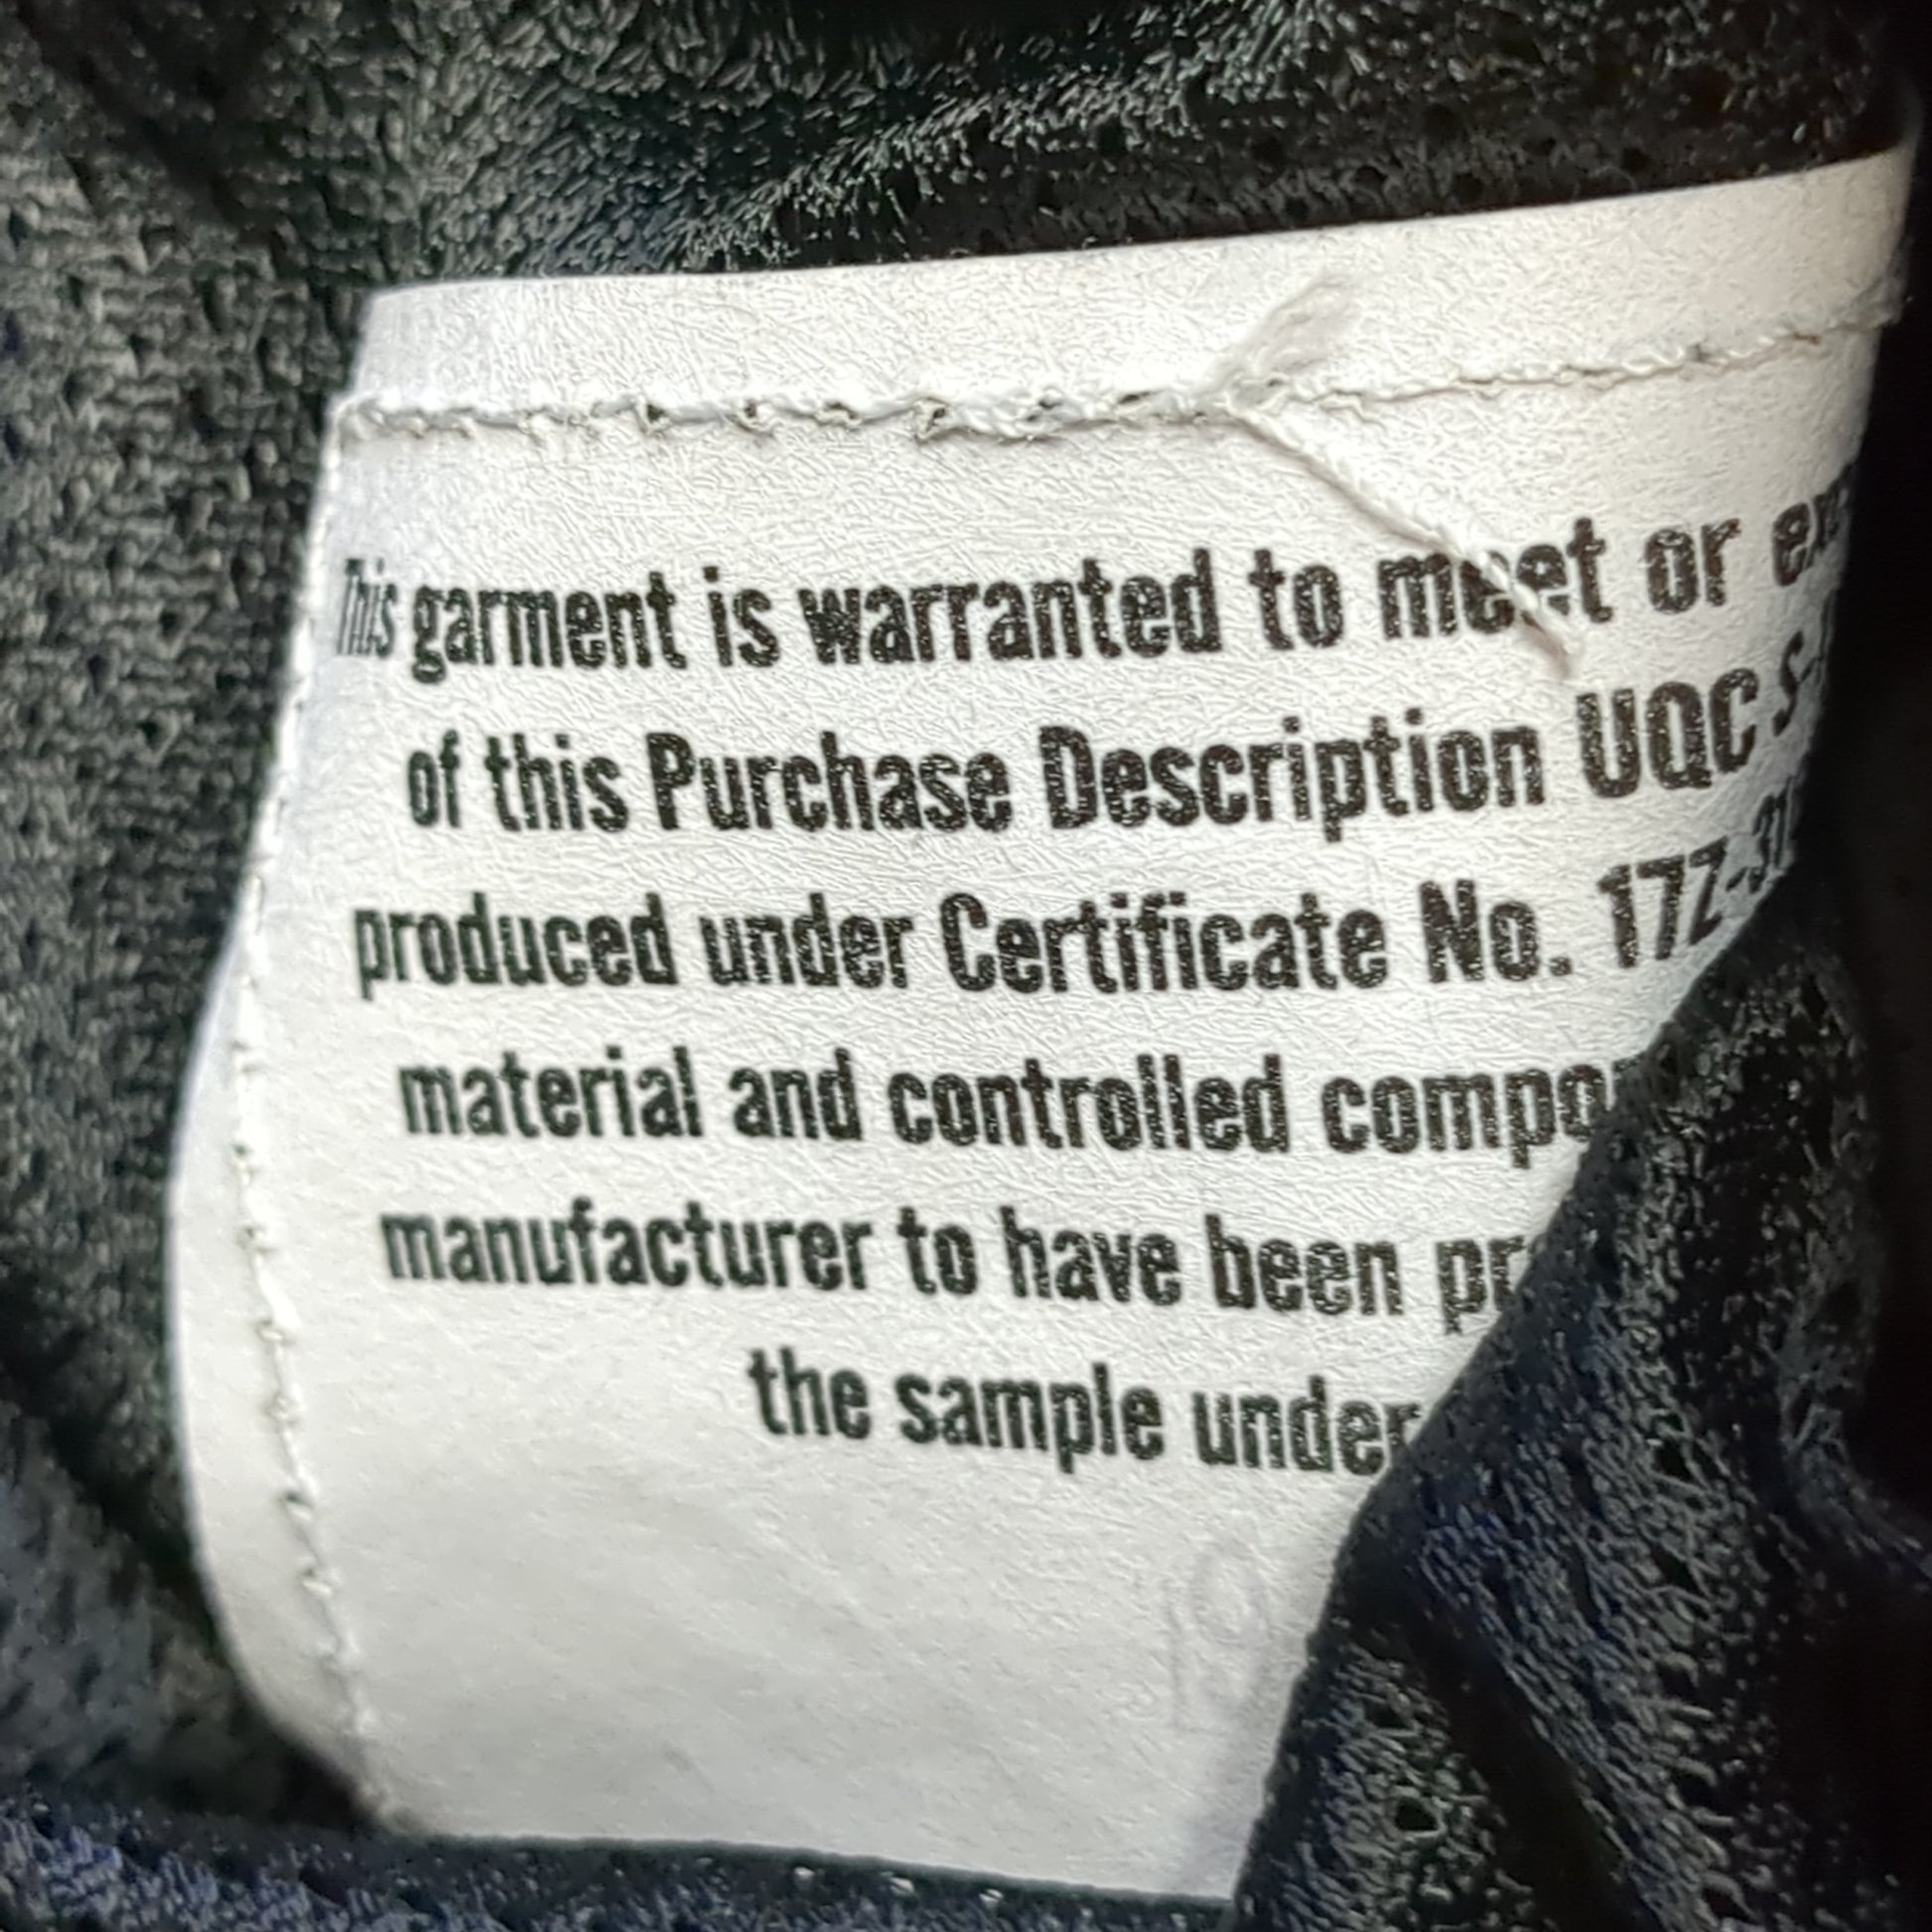 This garment is warranted to meet or
of this Purchase Description UQC
produced under Certificate No.
material and controlled
manufacturer to have been
the sample under